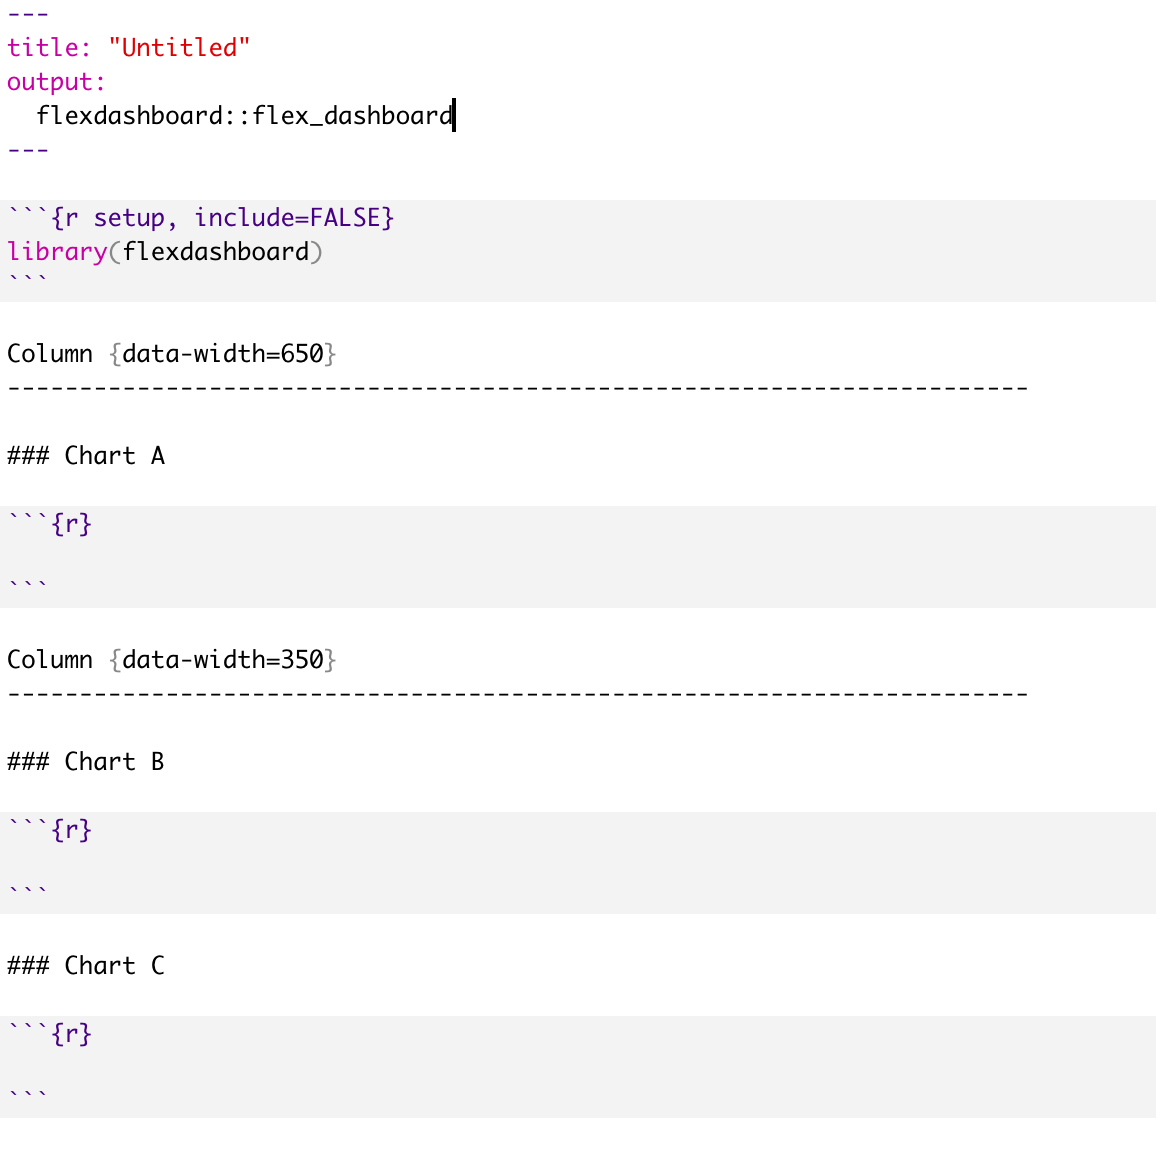 ---
title: "Untitled"
output:
  flexdashboard::flex_dashboard
---
```{r setup, include=FALSE}
library(flexdashboard)
```
Column {data-width=650}
-----------------------------------------------------------------------
### Chart A
```{r}
```
Column {data-width=350}
-----------------------------------------------------------------------
### Chart B
```{r}
```
### Chart C
```{r}
```